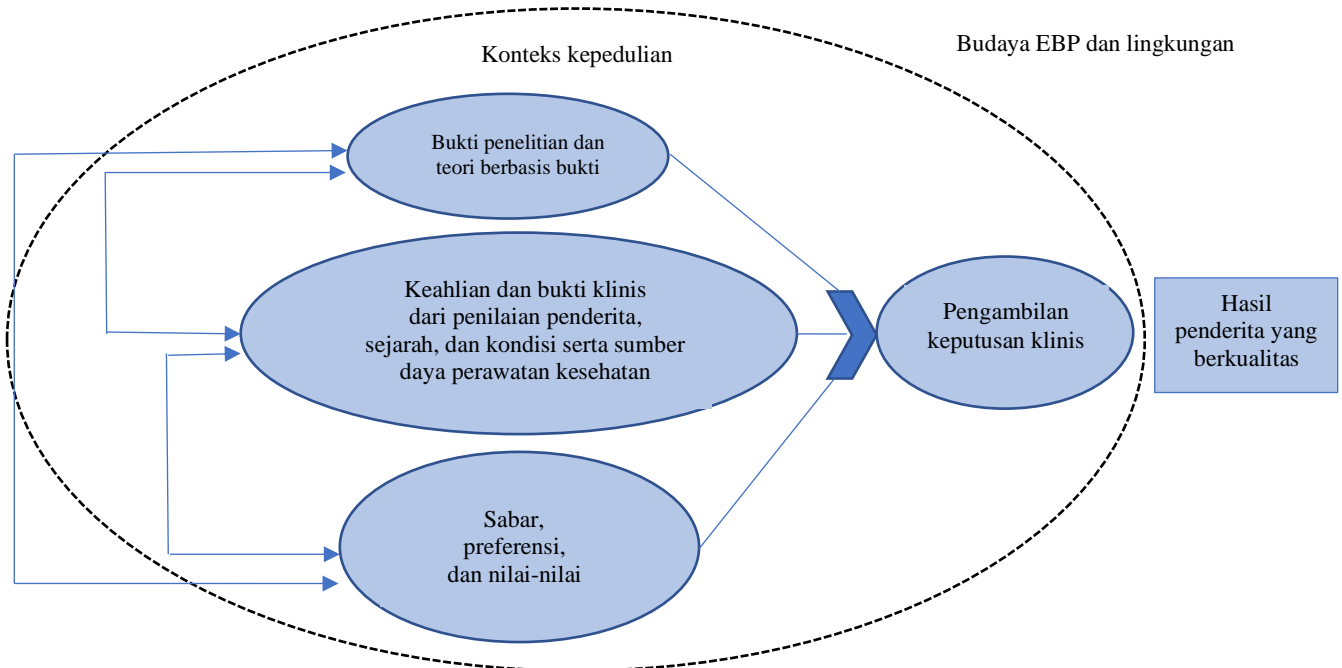 Budaya EBP dan lingkungan
Konteks kepedulian
Bukti penelitian dan
teori berbasis bukti
Keahlian dan bukti klinis
dari penilaian penderita,
sejarah, dan kondisi serta sumber
daya perawatan kesehatan
Sabar,
preferensi,
dan nilai-nilai
Pengambilan
keputusan klinis
Hasil
penderita yang
berkualitas